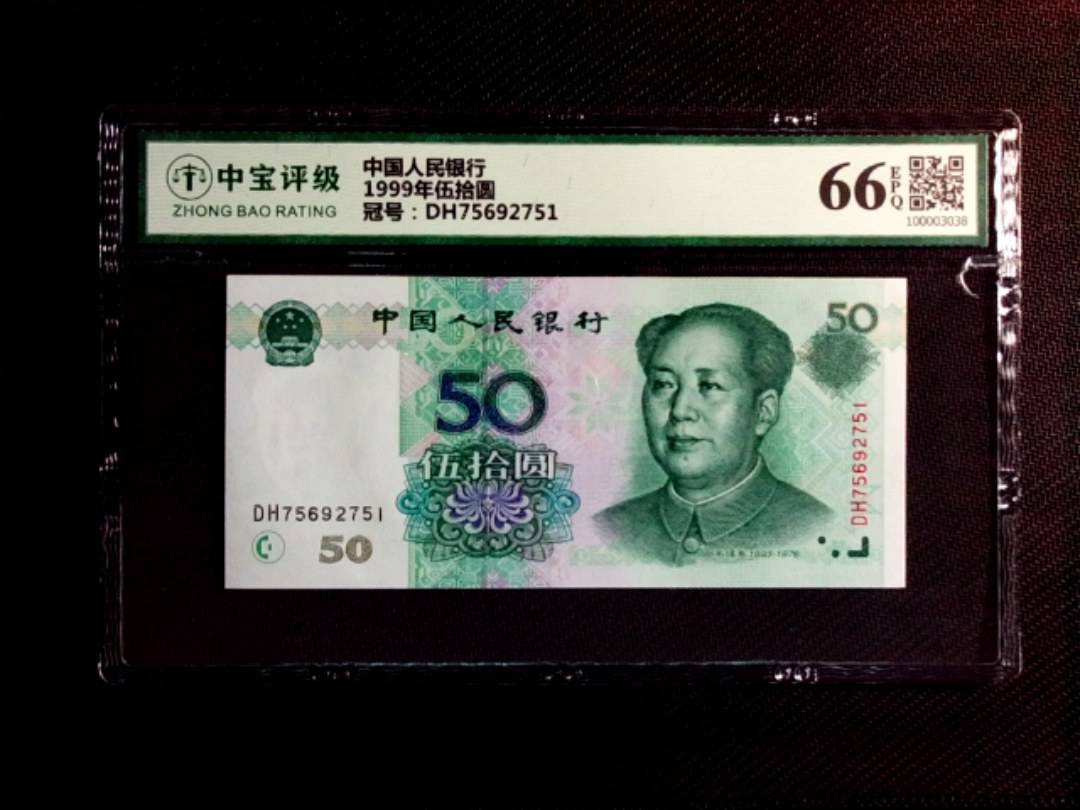 中宝评级
ZHONG BAO RATING
中国人民银行
1999年伍拾圆
冠号：DH75692751
66
EPQ
100003038
中国人民银行
50
50
伍拾圆
DH75692751
DH75692751
50